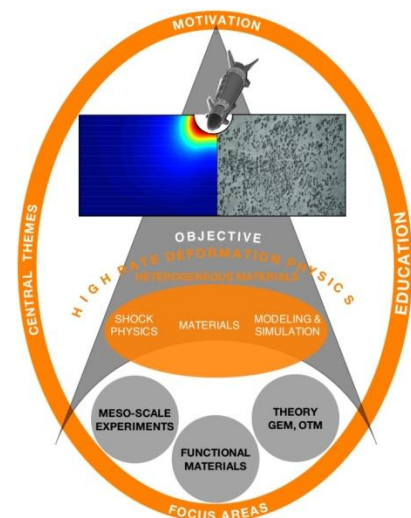 MOTIVATION
CENTRAL THEMES
EDUCATION
OBJECTIVE
HIGH RATE DEFORMATION PHYSICS
HETEROGENEOUS MATERIALS
SHOCK
PHYSICS
MATERIALS
MODELING &
SIMULATION
MESO-SCALE
EXPERIMENTS
FUNCTIONAL
MATERIALS
THEORY
GEM, OTM
FOCUS AREAS